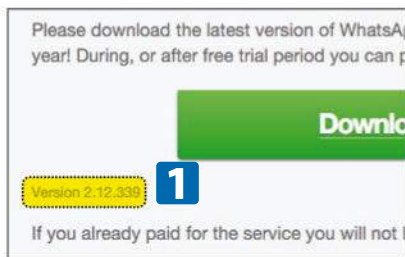 Please download the latest version of WhatsAp
year! During, or after free trial period you can p
Downlo
Version 2.12.339
1
If you already paid for the service you will not